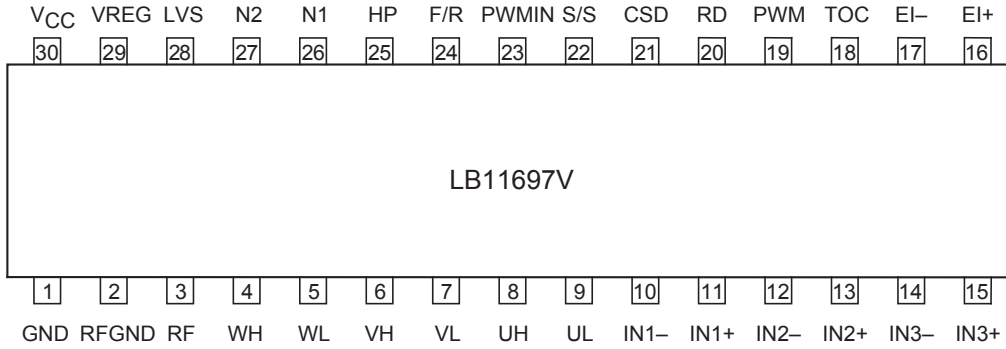 VCC VREG LVS N2 N1 HP F/R PWMIN S/S CSD RD PWM TOC EI– EI+
30 29 28 27 26 25 24 23 22 21 20 19 18 17 16
LB11697V
1 2 3 4 5 6 7 8 9 10 11 12 13 14 15
GND RFGND RF WH WL VH VL UH UL IN1– IN1+ IN2– IN2+ IN3– IN3+